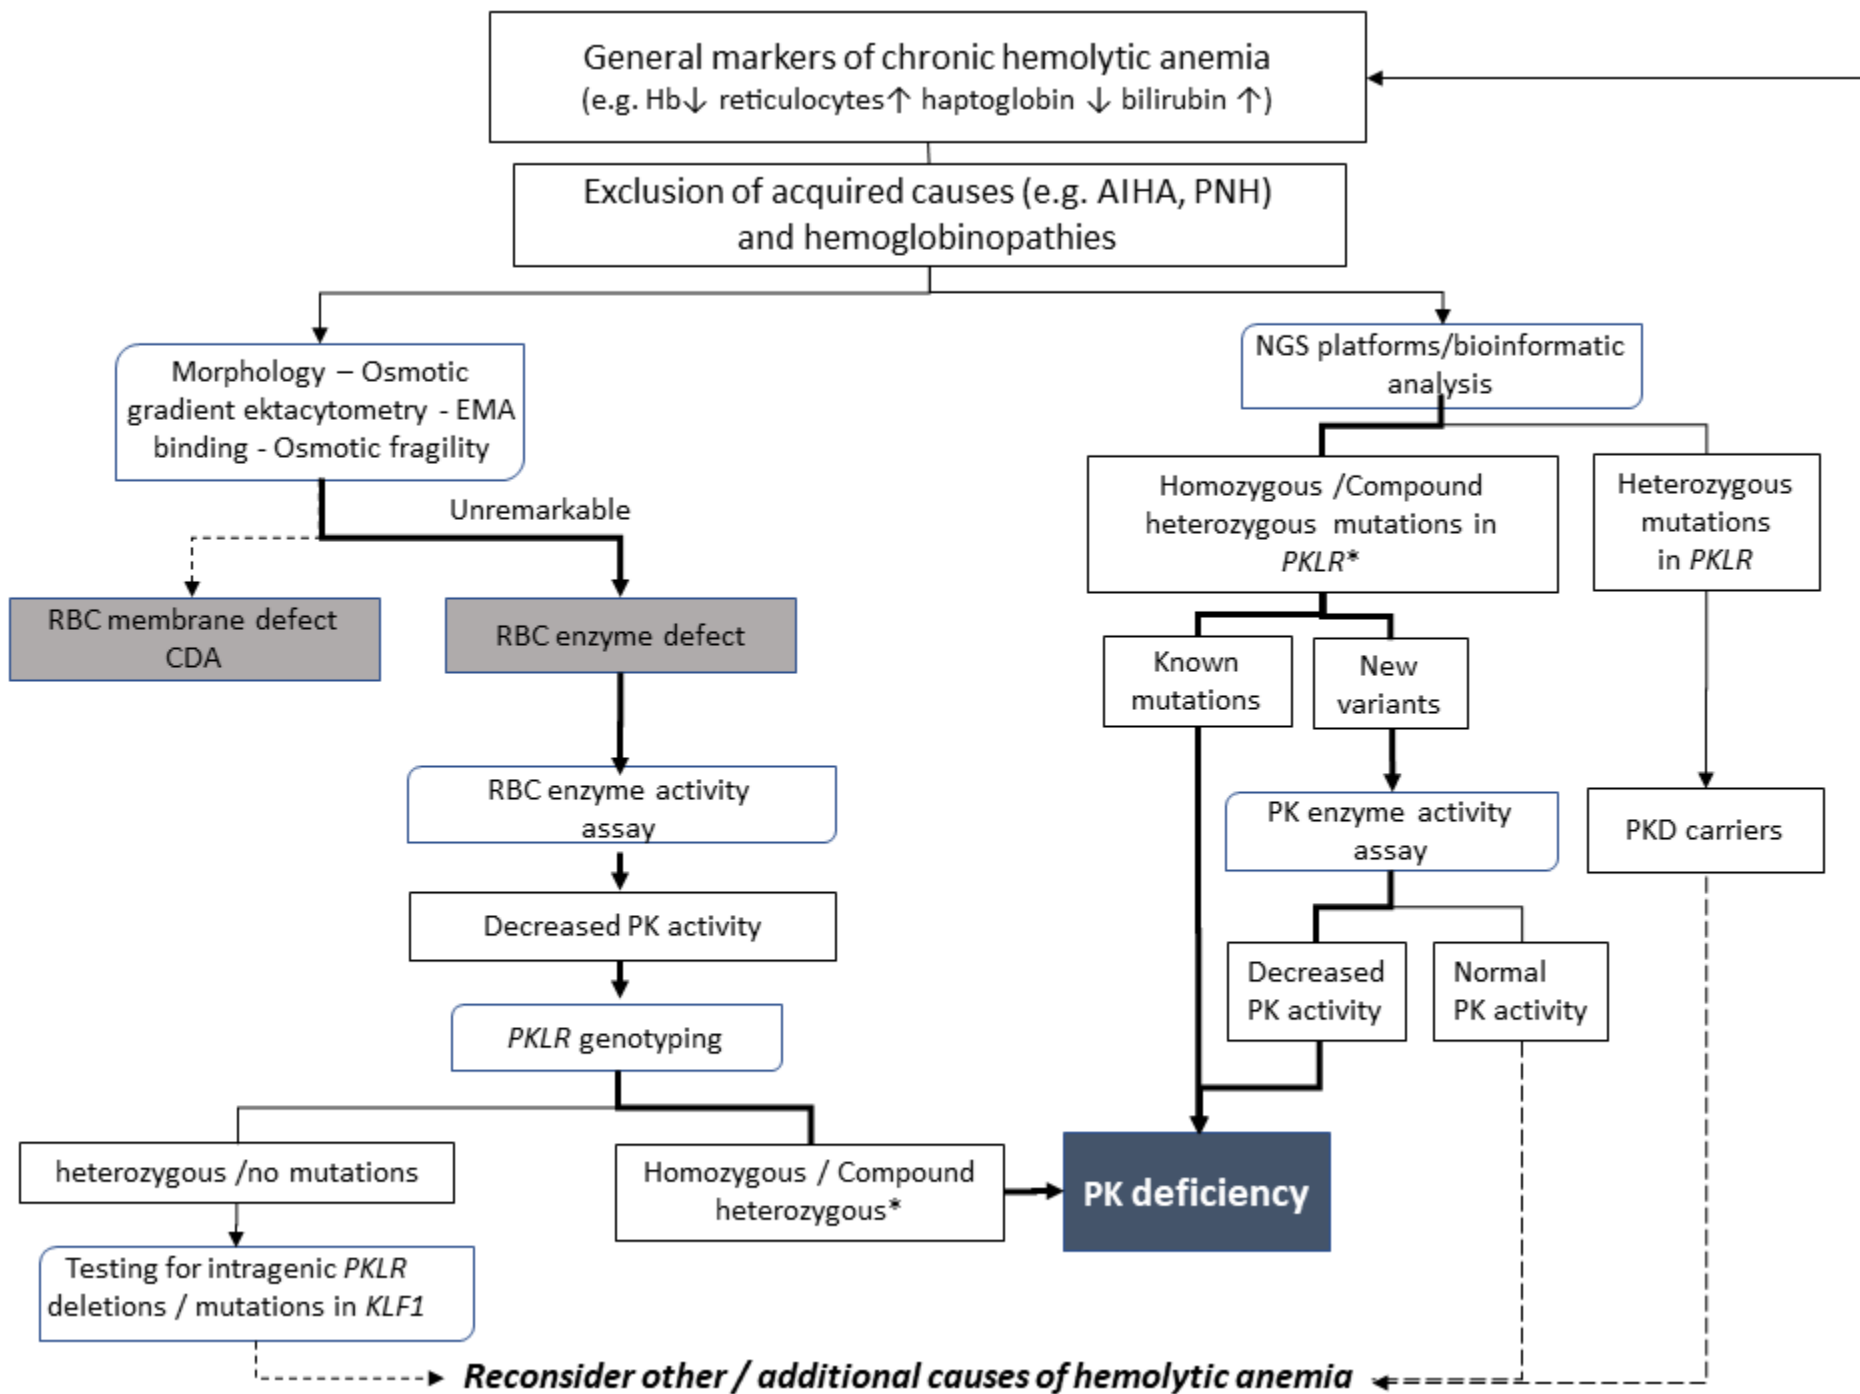 General markers of chronic hemolytic anemia
(e.g. Hb↓ reticulocytes↑ haptoglobin ↓ bilirubin ↑)
Exclusion of acquired causes (e.g. AIHA, PNH)
and hemoglobinopathies
Morphology – Osmotic
gradient ektacytometry - EMA
binding - Osmotic fragility
NGS platforms/bioinformatic
analysis
Unremarkable
Homozygous /Compound
heterozygous mutations in
PKLR*
Heterozygous
mutations
in PKLR
RBC membrane defect
CDA
RBC enzyme defect
Known
mutations
New
variants
RBC enzyme activity
assay
PK enzyme activity
assay
PKD carriers
Decreased PK activity
Decreased
PK activity
Normal
PK activity
PKLR genotyping
heterozygous /no mutations
Homozygous / Compound
heterozygous*
PK deficiency
Testing for intragenic PKLR
deletions / mutations in KLF1
Reconsider other / additional causes of hemolytic anemia